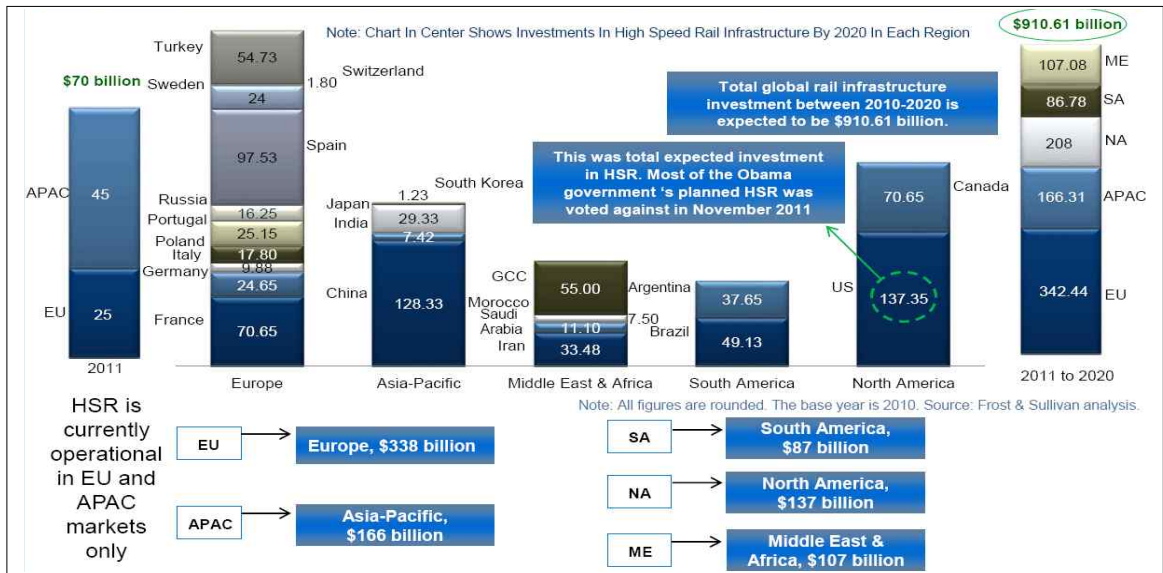 Note: Chart In Center Shows Investments In High Speed Rail Infrastructure By 2020 In Each Region
$70 billion
APAC
45
EU
25
2011
Turkey
54.73
Switzerland
1.80
Sweden
24
97.53
Spain
Russia
16.25
Portugal
25.15
Poland
17.80
Italy
9.88
Germany
24.65
France
70.65
Europe
South Korea
1.23
Japan
29.33
India
7.42
China
128.33
Asia-Pacific
GCC
55.00
Morocco
7.50
Saudi
Arabia
11.10
Iran
33.48
Middle East & Africa
Argentina
37.65
Brazil
49.13
South America
70.65
Canada
US
137.35
North America
Total global rail infrastructure
investment between 2010-2020 is
expected to be $910.61 billion.
This was total expected investment
in HSR. Most of the Obama
government 's planned HSR was
voted against in November 2011
$910.61 billion
107.08
ME
86.78
SA
208
NA
166.31
APAC
342.44
EU
2011 to 2020
Note: All figures are rounded. The base year is 2010. Source: Frost & Sullivan analysis.
HSR is
currently
operational
in EU and
APAC
markets
only
EU
Europe, $338 billion
APAC
Asia-Pacific,
$166 billion
SA
South America,
$87 billion
NA
North America,
$137 billion
ME
Middle East &
Africa, $107 billion